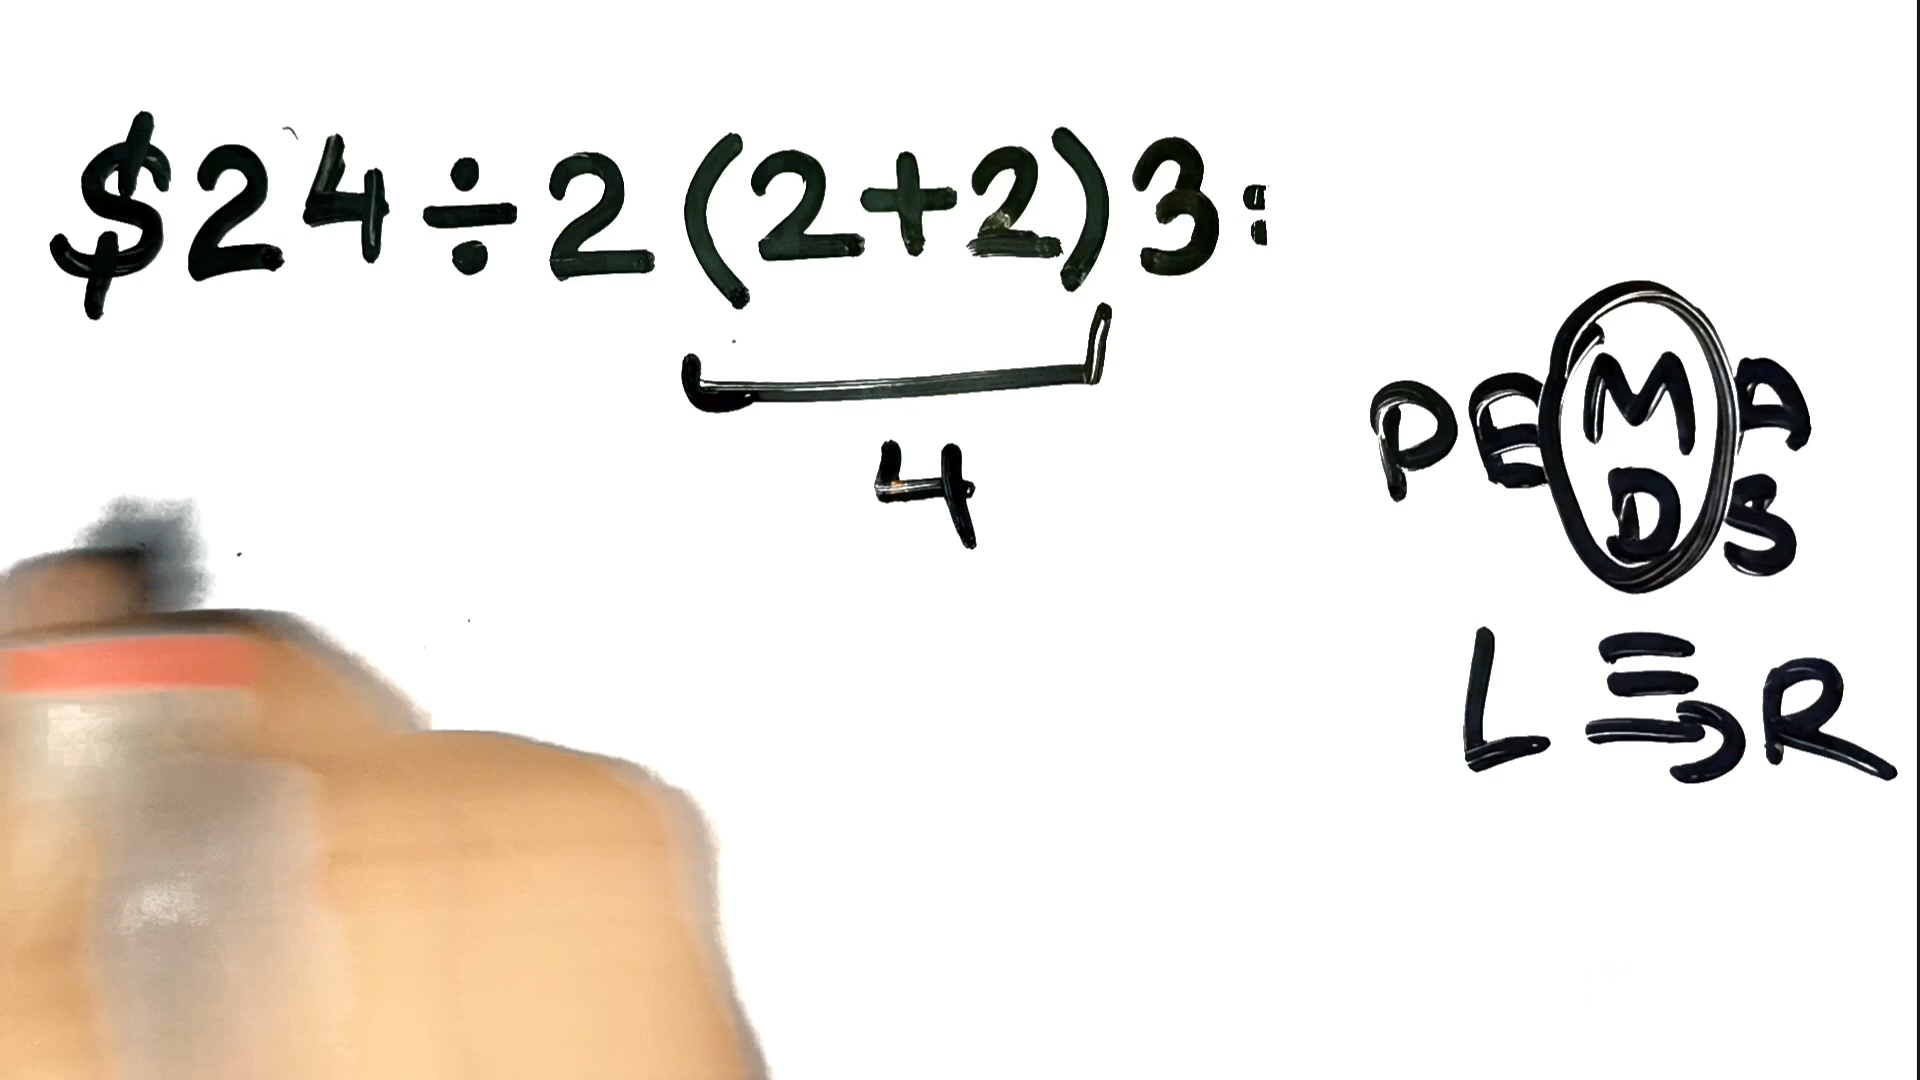 $24÷2(2+2)3=
4
PEMDAS
L → R